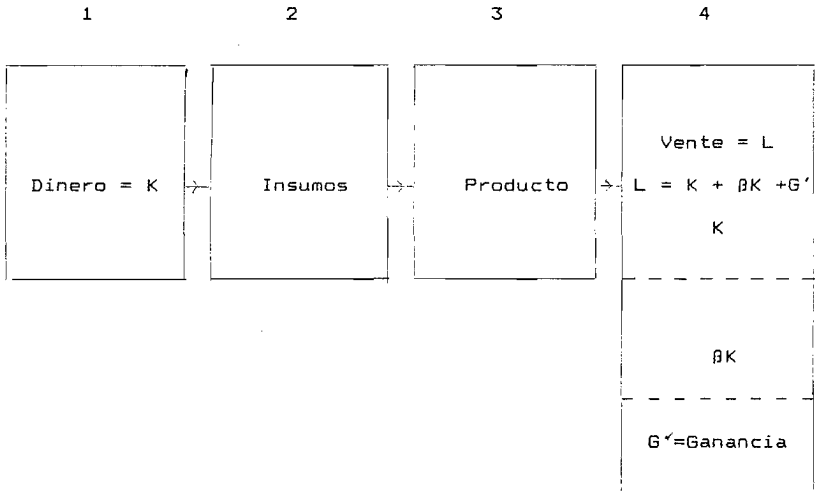 1 2 3 4
Vente = L
Dinero = K Insumos Producto L = K + βK +G'
K
βK
G'=Ganancia